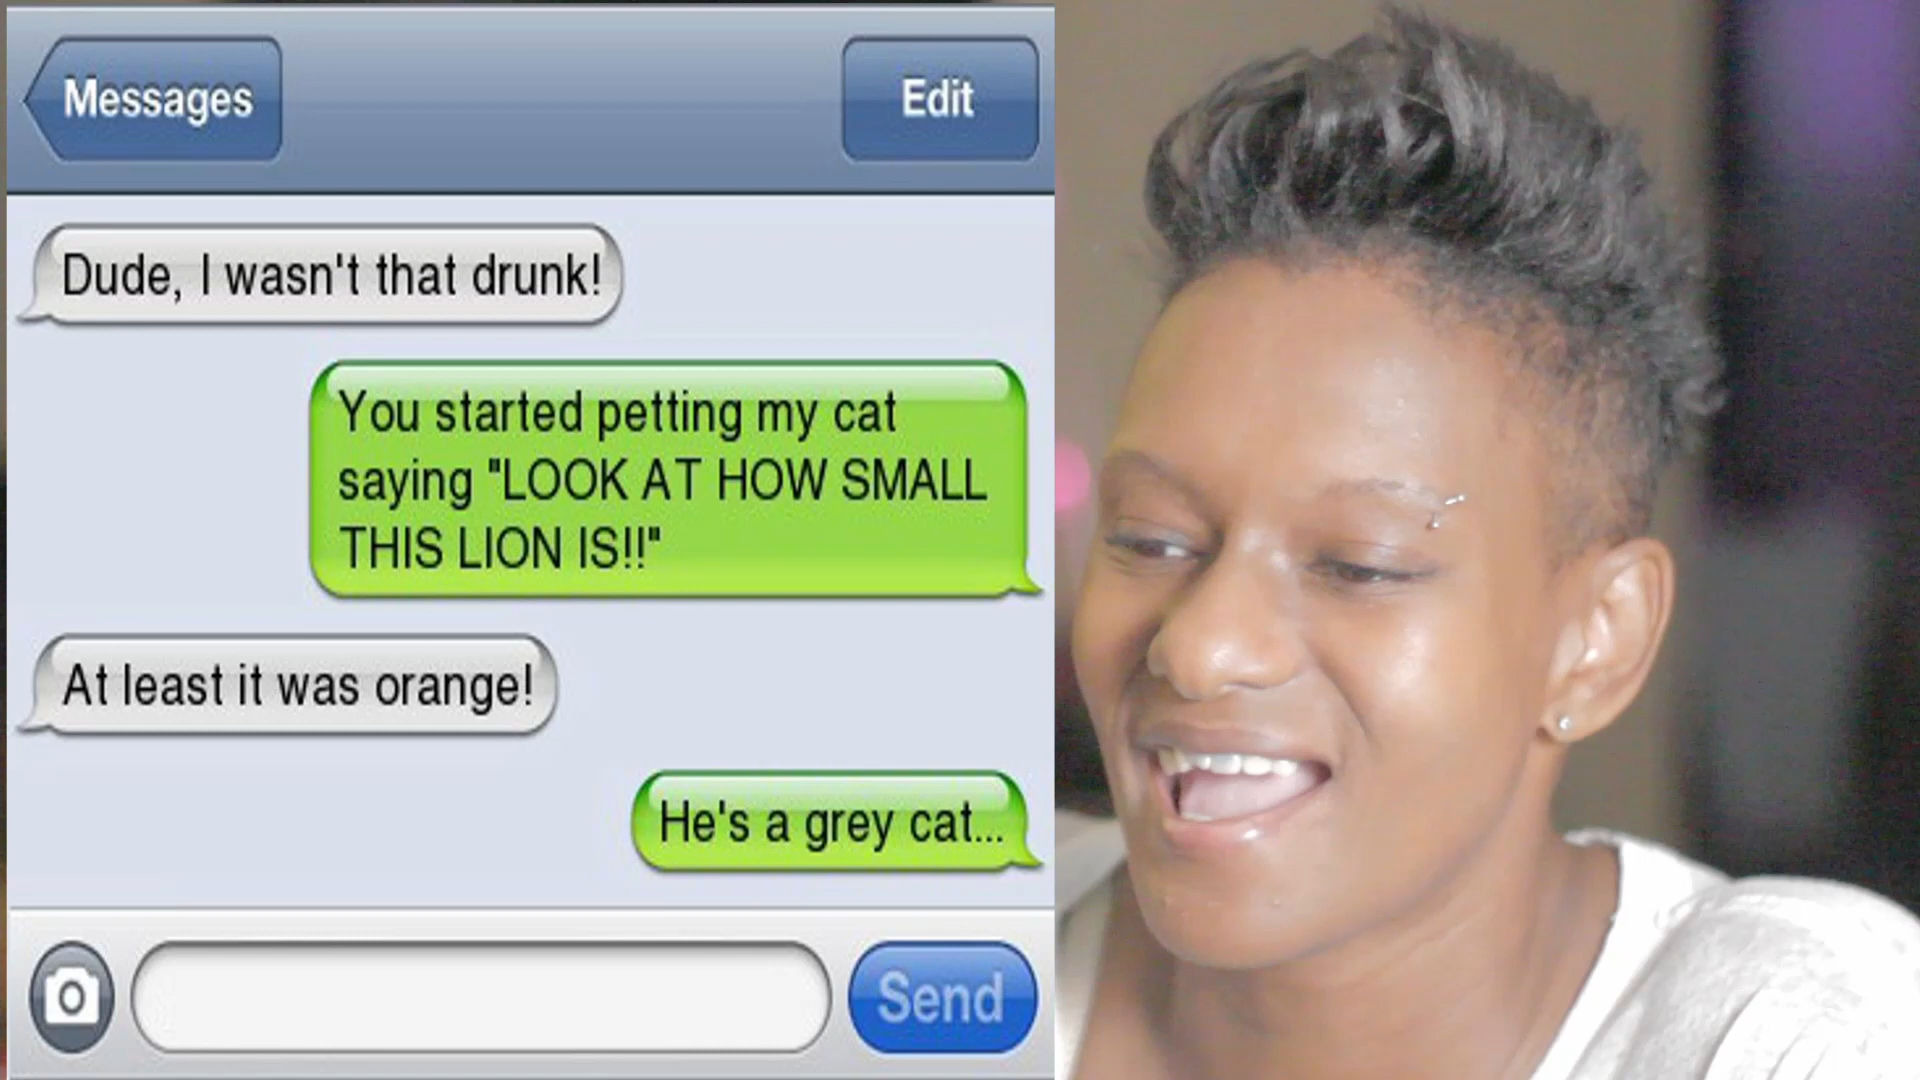 Messages
Edit
Dude, I wasn't that drunk!
You started petting my cat
saying "LOOK AT HOW SMALL
THIS LION IS!!"
At least it was orange!
He's a grey cat...
Send